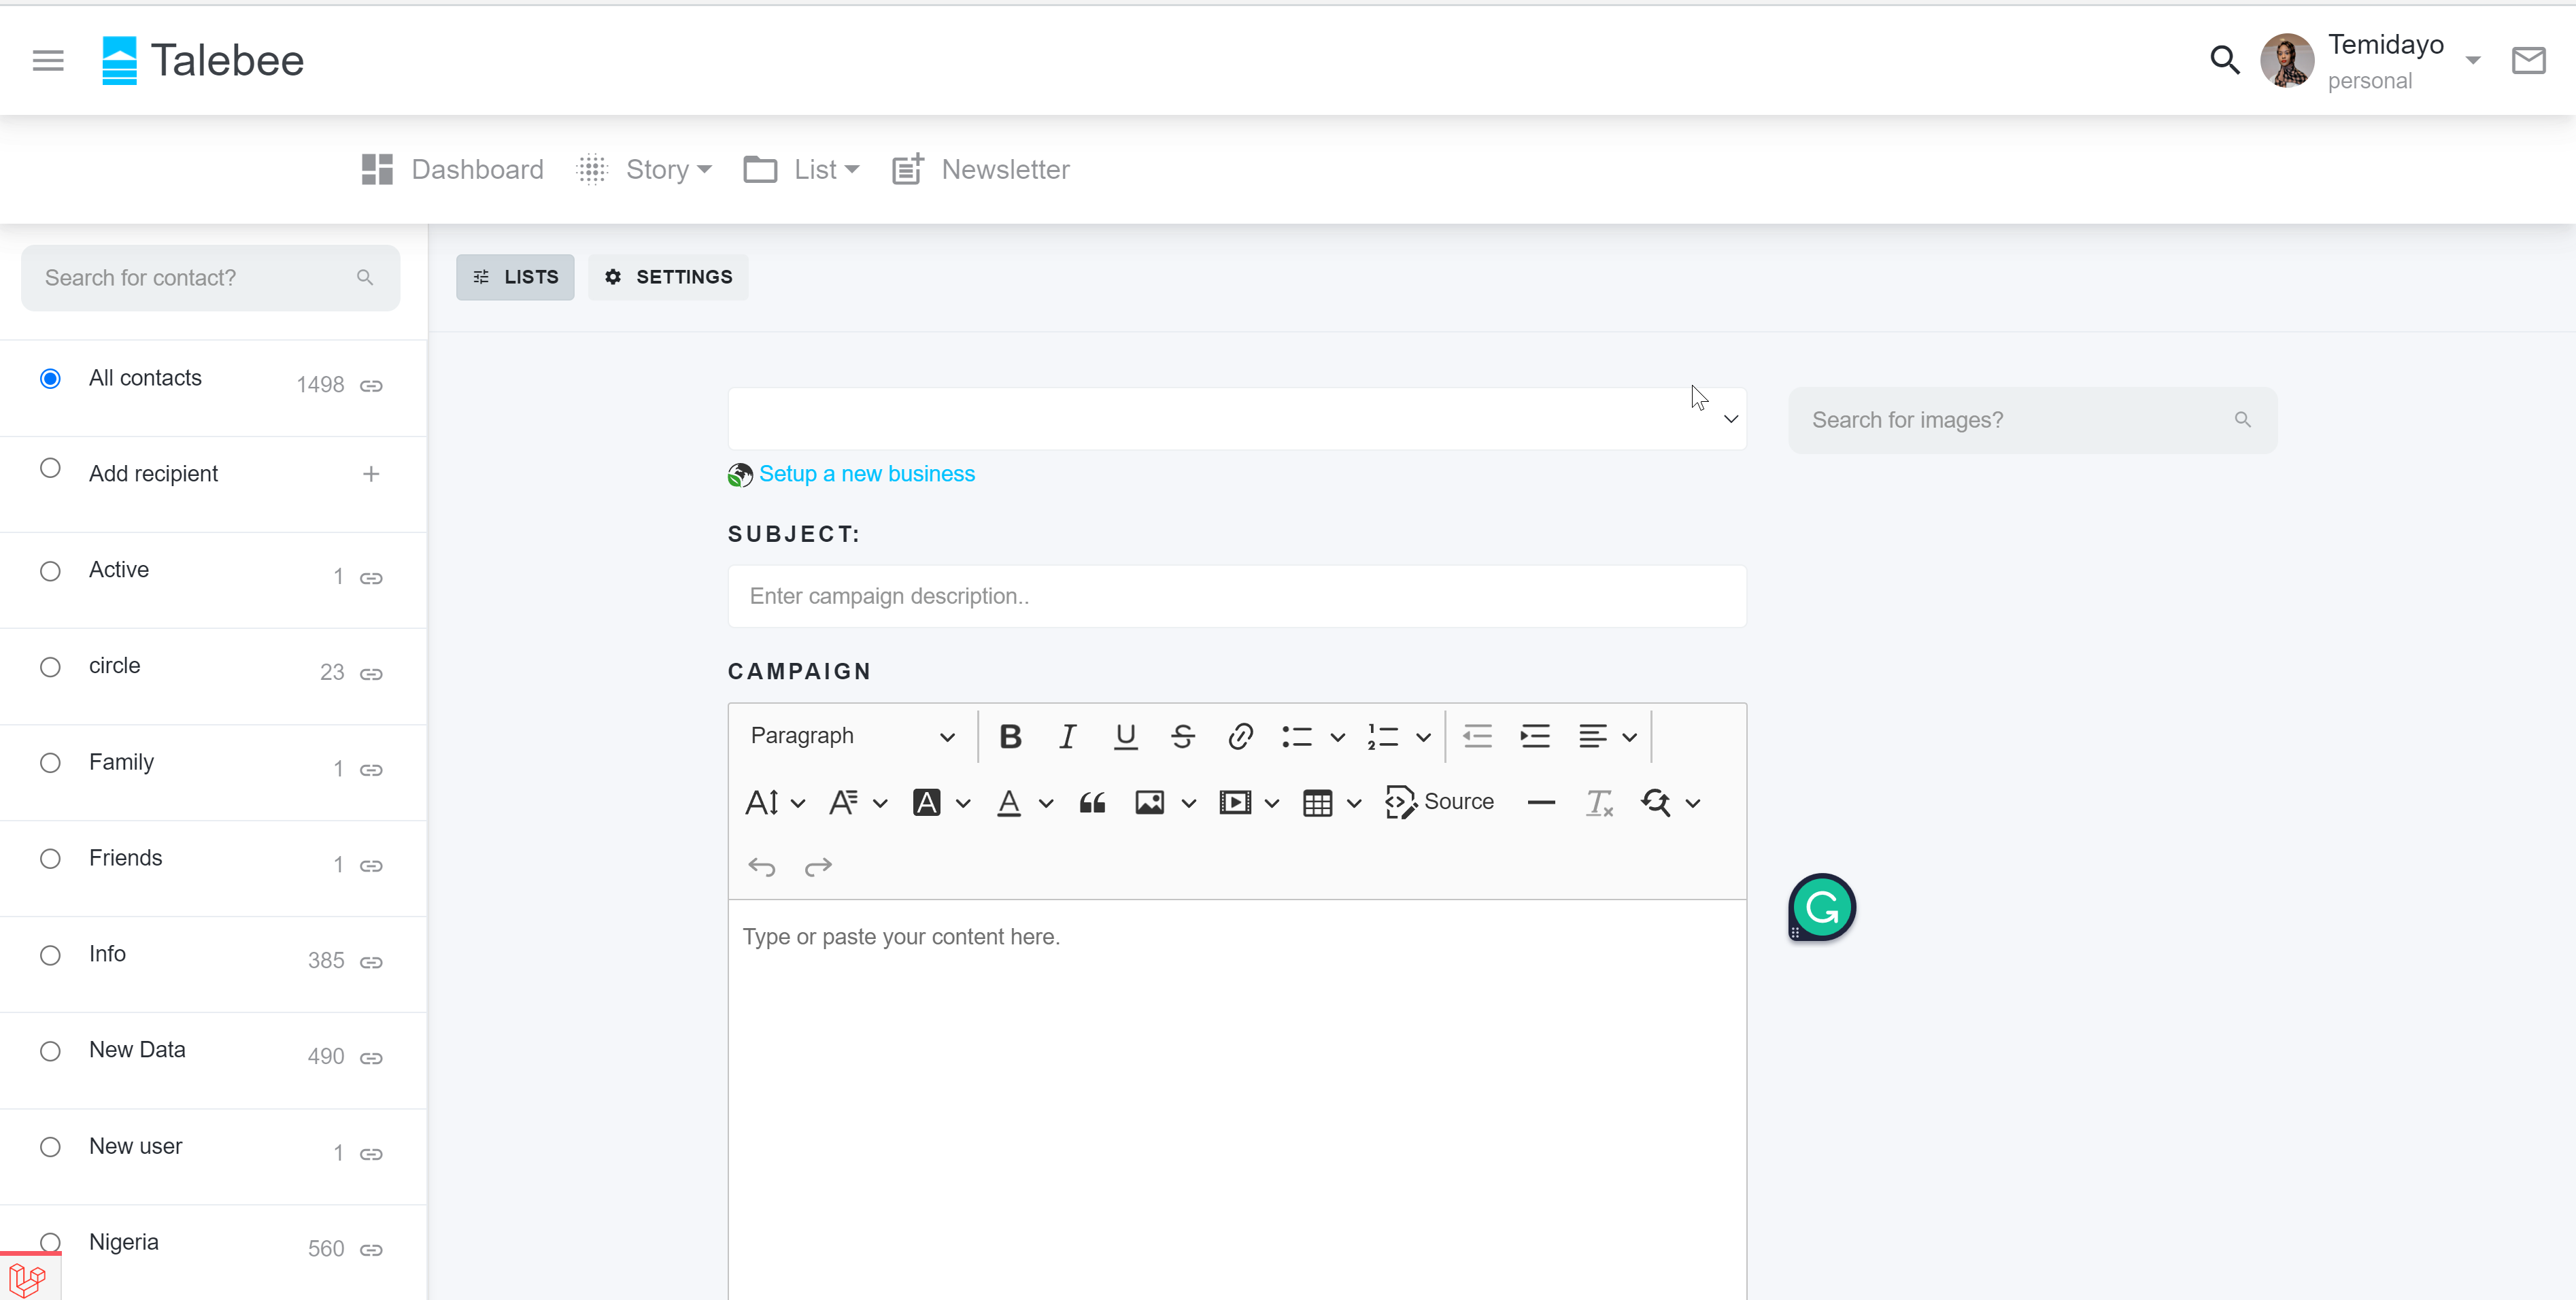 Talebee
Temidayo
personal
Dashboard
Story
List
Newsletter
Search for contact?
All contacts 1498
Add recipient
Active 1
circle 23
Family 1
Friends 1
Info 385
New Data 490
New user 1
Nigeria 560
LISTS
SETTINGS
Setup a new business
SUBJECT:
Enter campaign description..
CAMPAIGN
Paragraph
Source
Type or paste your content here.
Search for images?